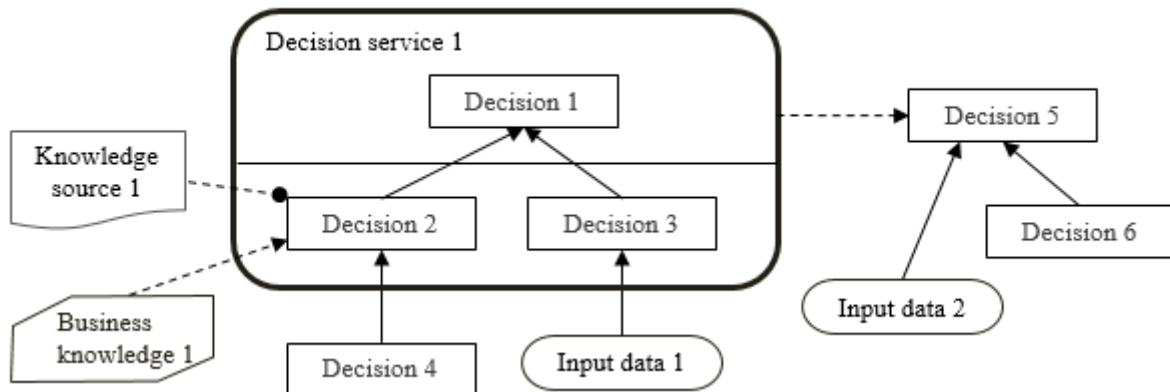 Decision service 1
Decision 1
Decision 5
Knowledge
source 1
Decision 2
Decision 3
Decision 6
Input data 2
Business
knowledge 1
Decision 4
Input data 1